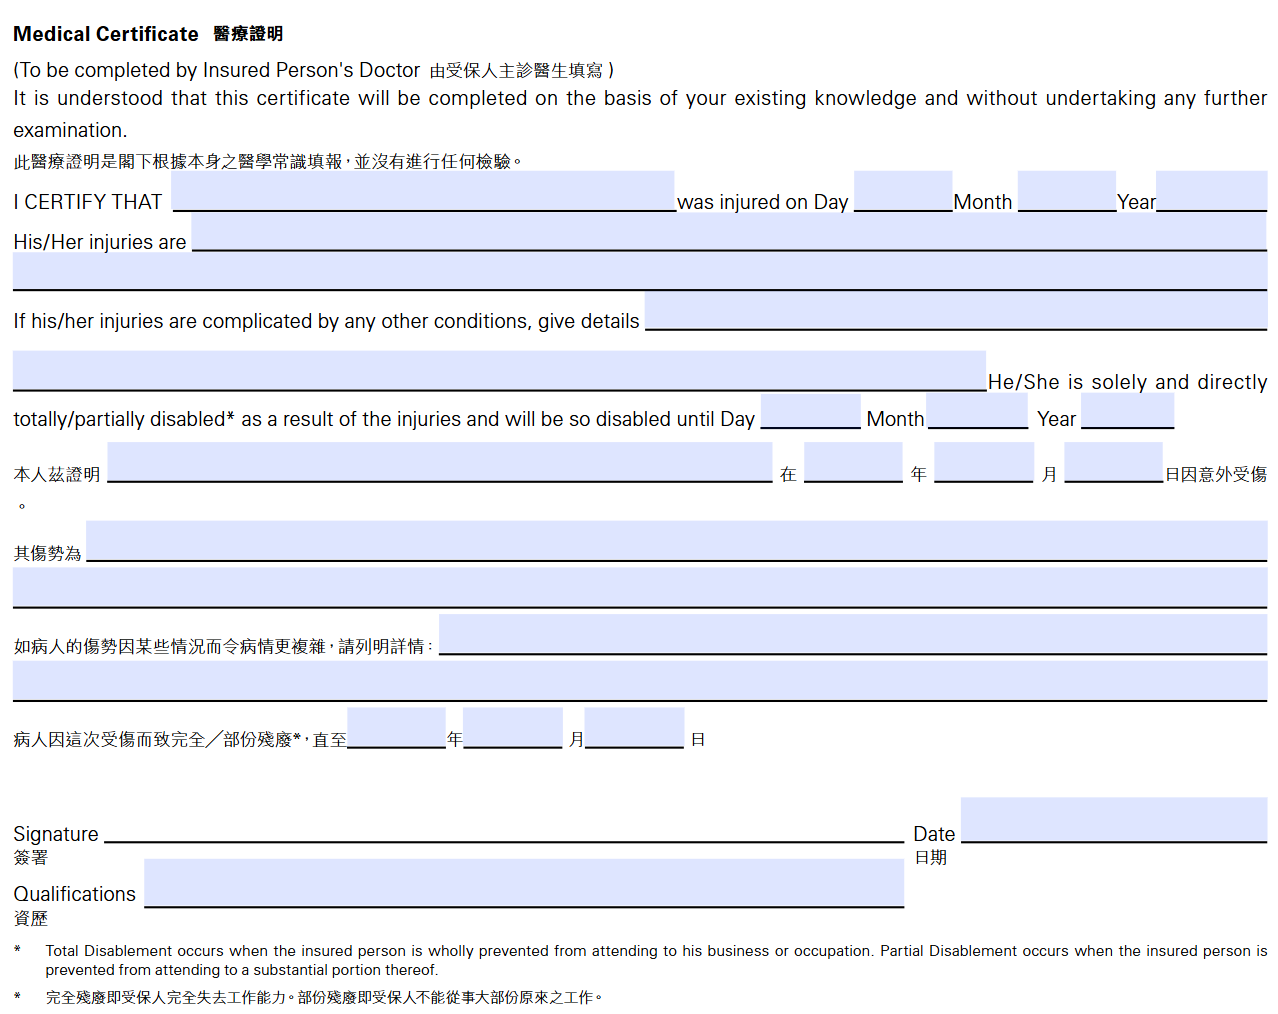 Medical Certificate 醫療證明
(To be completed by Insured Person's Doctor 由受保人主診醫生填寫 )
It is understood that this certificate will be completed on the basis of your existing knowledge and without undertaking any further
examination.
此醫療證明是閣下根據本身之醫學常識填報，並沒有進行任何檢驗。
I CERTIFY THAT was injured on Day Month Year
His/Her injuries are
If his/her injuries are complicated by any other conditions, give details
He/She is solely and directly
totally/partially disabled* as a result of the injuries and will be so disabled until Day Month Year
本人茲證明 在 年 月 日因意外受傷
。
其傷勢為
如病人的傷勢因某些情況而令病情更複雜，請列明詳情：
病人因這次受傷而致完全／部份殘廢*，直至 年 月 日
Signature Date
簽署 日期
Qualifications
資歷
* Total Disablement occurs when the insured person is wholly prevented from attending to his business or occupation. Partial Disablement occurs when the insured person is
prevented from attending to a substantial portion thereof.
* 完全殘廢即受保人完全失去工作能力。部份殘廢即受保人不能從事大部份原來之工作。